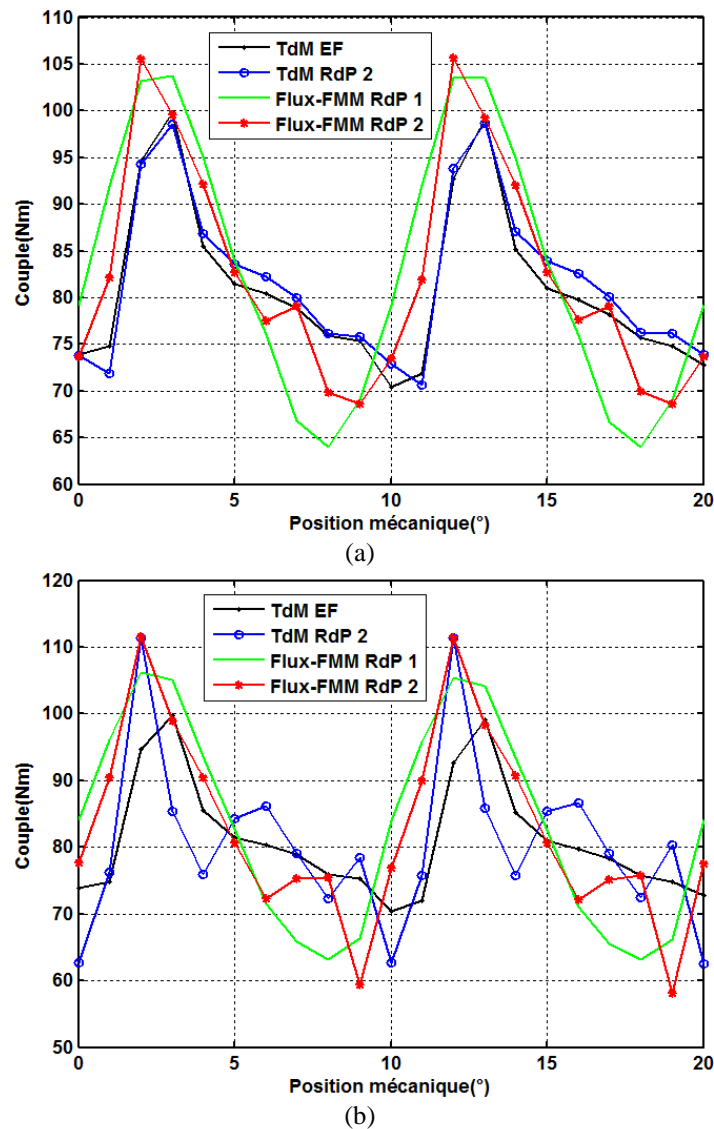 110
105
100
95
90
85
80
75
70
65
60
Couple(Nm)
TdM EF
TdM RdP 2
Flux-FMM RdP 1
Flux-FMM RdP 2
0 5 10 15 20
Position mécanique(°)
(a)
120
110
100
90
80
70
60
50
Couple(Nm)
TdM EF
TdM RdP 2
Flux-FMM RdP 1
Flux-FMM RdP 2
0 5 10 15 20
Position mécanique(°)
(b)